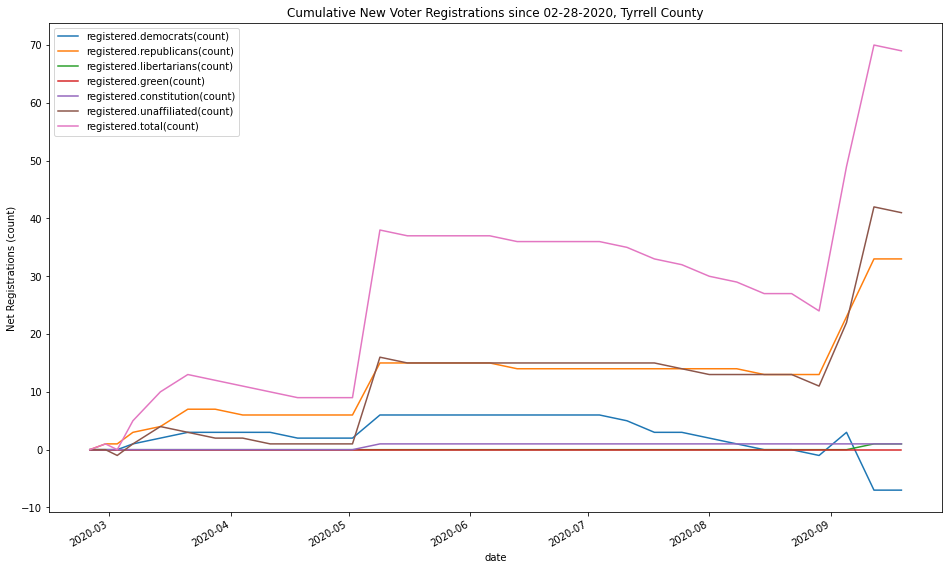 Cumulative New Voter Registrations since 02-28-2020, Tyrrell County
registered.democrats(count)
registered.republicans(count)
registered.libertarians(count)
registered.green(count)
registered.constitution(count)
registered.unaffiliated(count)
registered.total(count)
Net Registrations (count)
70
60
50
40
30
20
10
0
−10
2020-03
2020-04
2020-05
2020-06
2020-07
2020-08
2020-09
date